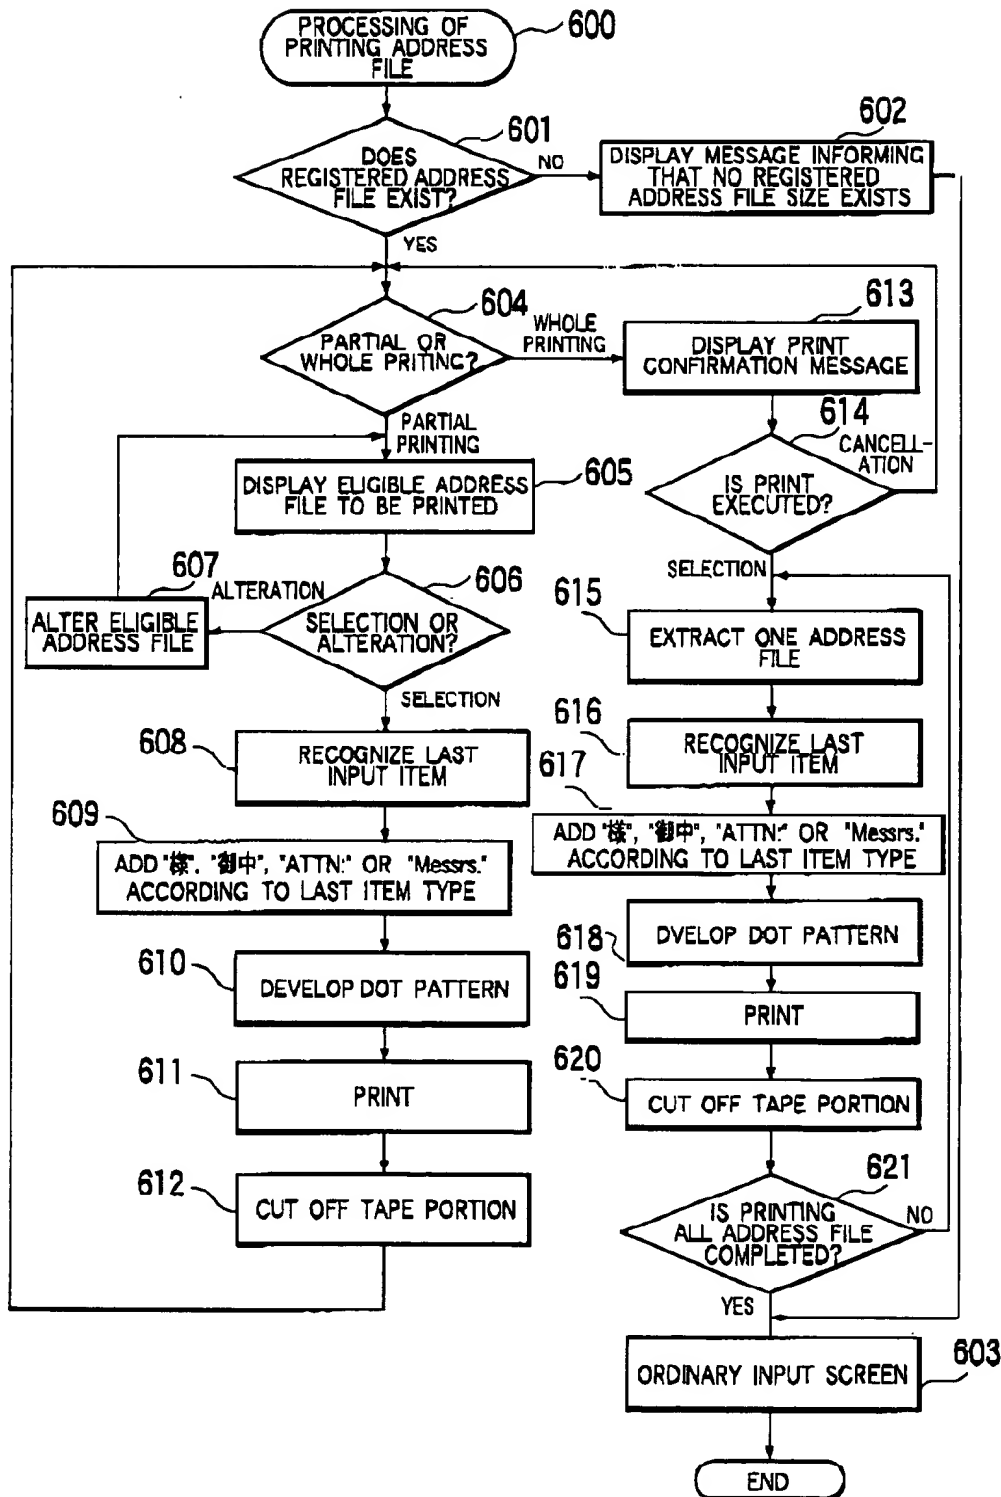 PROCESSING OF
PRINTING ADDRESS
FILE
600
DOES
REGISTERED ADDRESS
FILE EXIST?
601
NO
602
DISPLAY MESSAGE INFORMING
THAT NO REGISTERED
ADDRESS FILE SIZE EXISTS
YES
604
PARTIAL OR
WHOLE PRITING?
WHOLE
PRINTING
613
DISPLAY PRINT
CONFIRMATION MESSAGE
PARTIAL
PRINTING
614
CANCELL-
ATION
IS PRINT
EXECUTED?
605
DISPLAY ELIGIBLE ADDRESS
FILE TO BE PRINTED
606
SELECTION OR
ALTERATION?
607
ALTERATION
ALTER ELIGIBLE
ADDRESS FILE
SELECTION
608
RECOGNIZE LAST
INPUT ITEM
609
ADD "様", "御中", "ATTN:" OR "Messrs."
ACCORDING TO LAST ITEM TYPE
610
DEVELOP DOT PATTERN
611
PRINT
612
CUT OFF TAPE PORTION
SELECTION
615
EXTRACT ONE ADDRESS
FILE
616
RECOGNIZE LAST
INPUT ITEM
617
ADD "様", "御中", "ATTN:" OR "Messrs."
ACCORDING TO LAST ITEM TYPE
618
DVELOP DOT PATTERN
619
PRINT
620
CUT OFF TAPE PORTION
621
IS PRINTING
ALL ADDRESS FILE
COMPLETED?
NO
YES
603
ORDINARY INPUT SCREEN
END